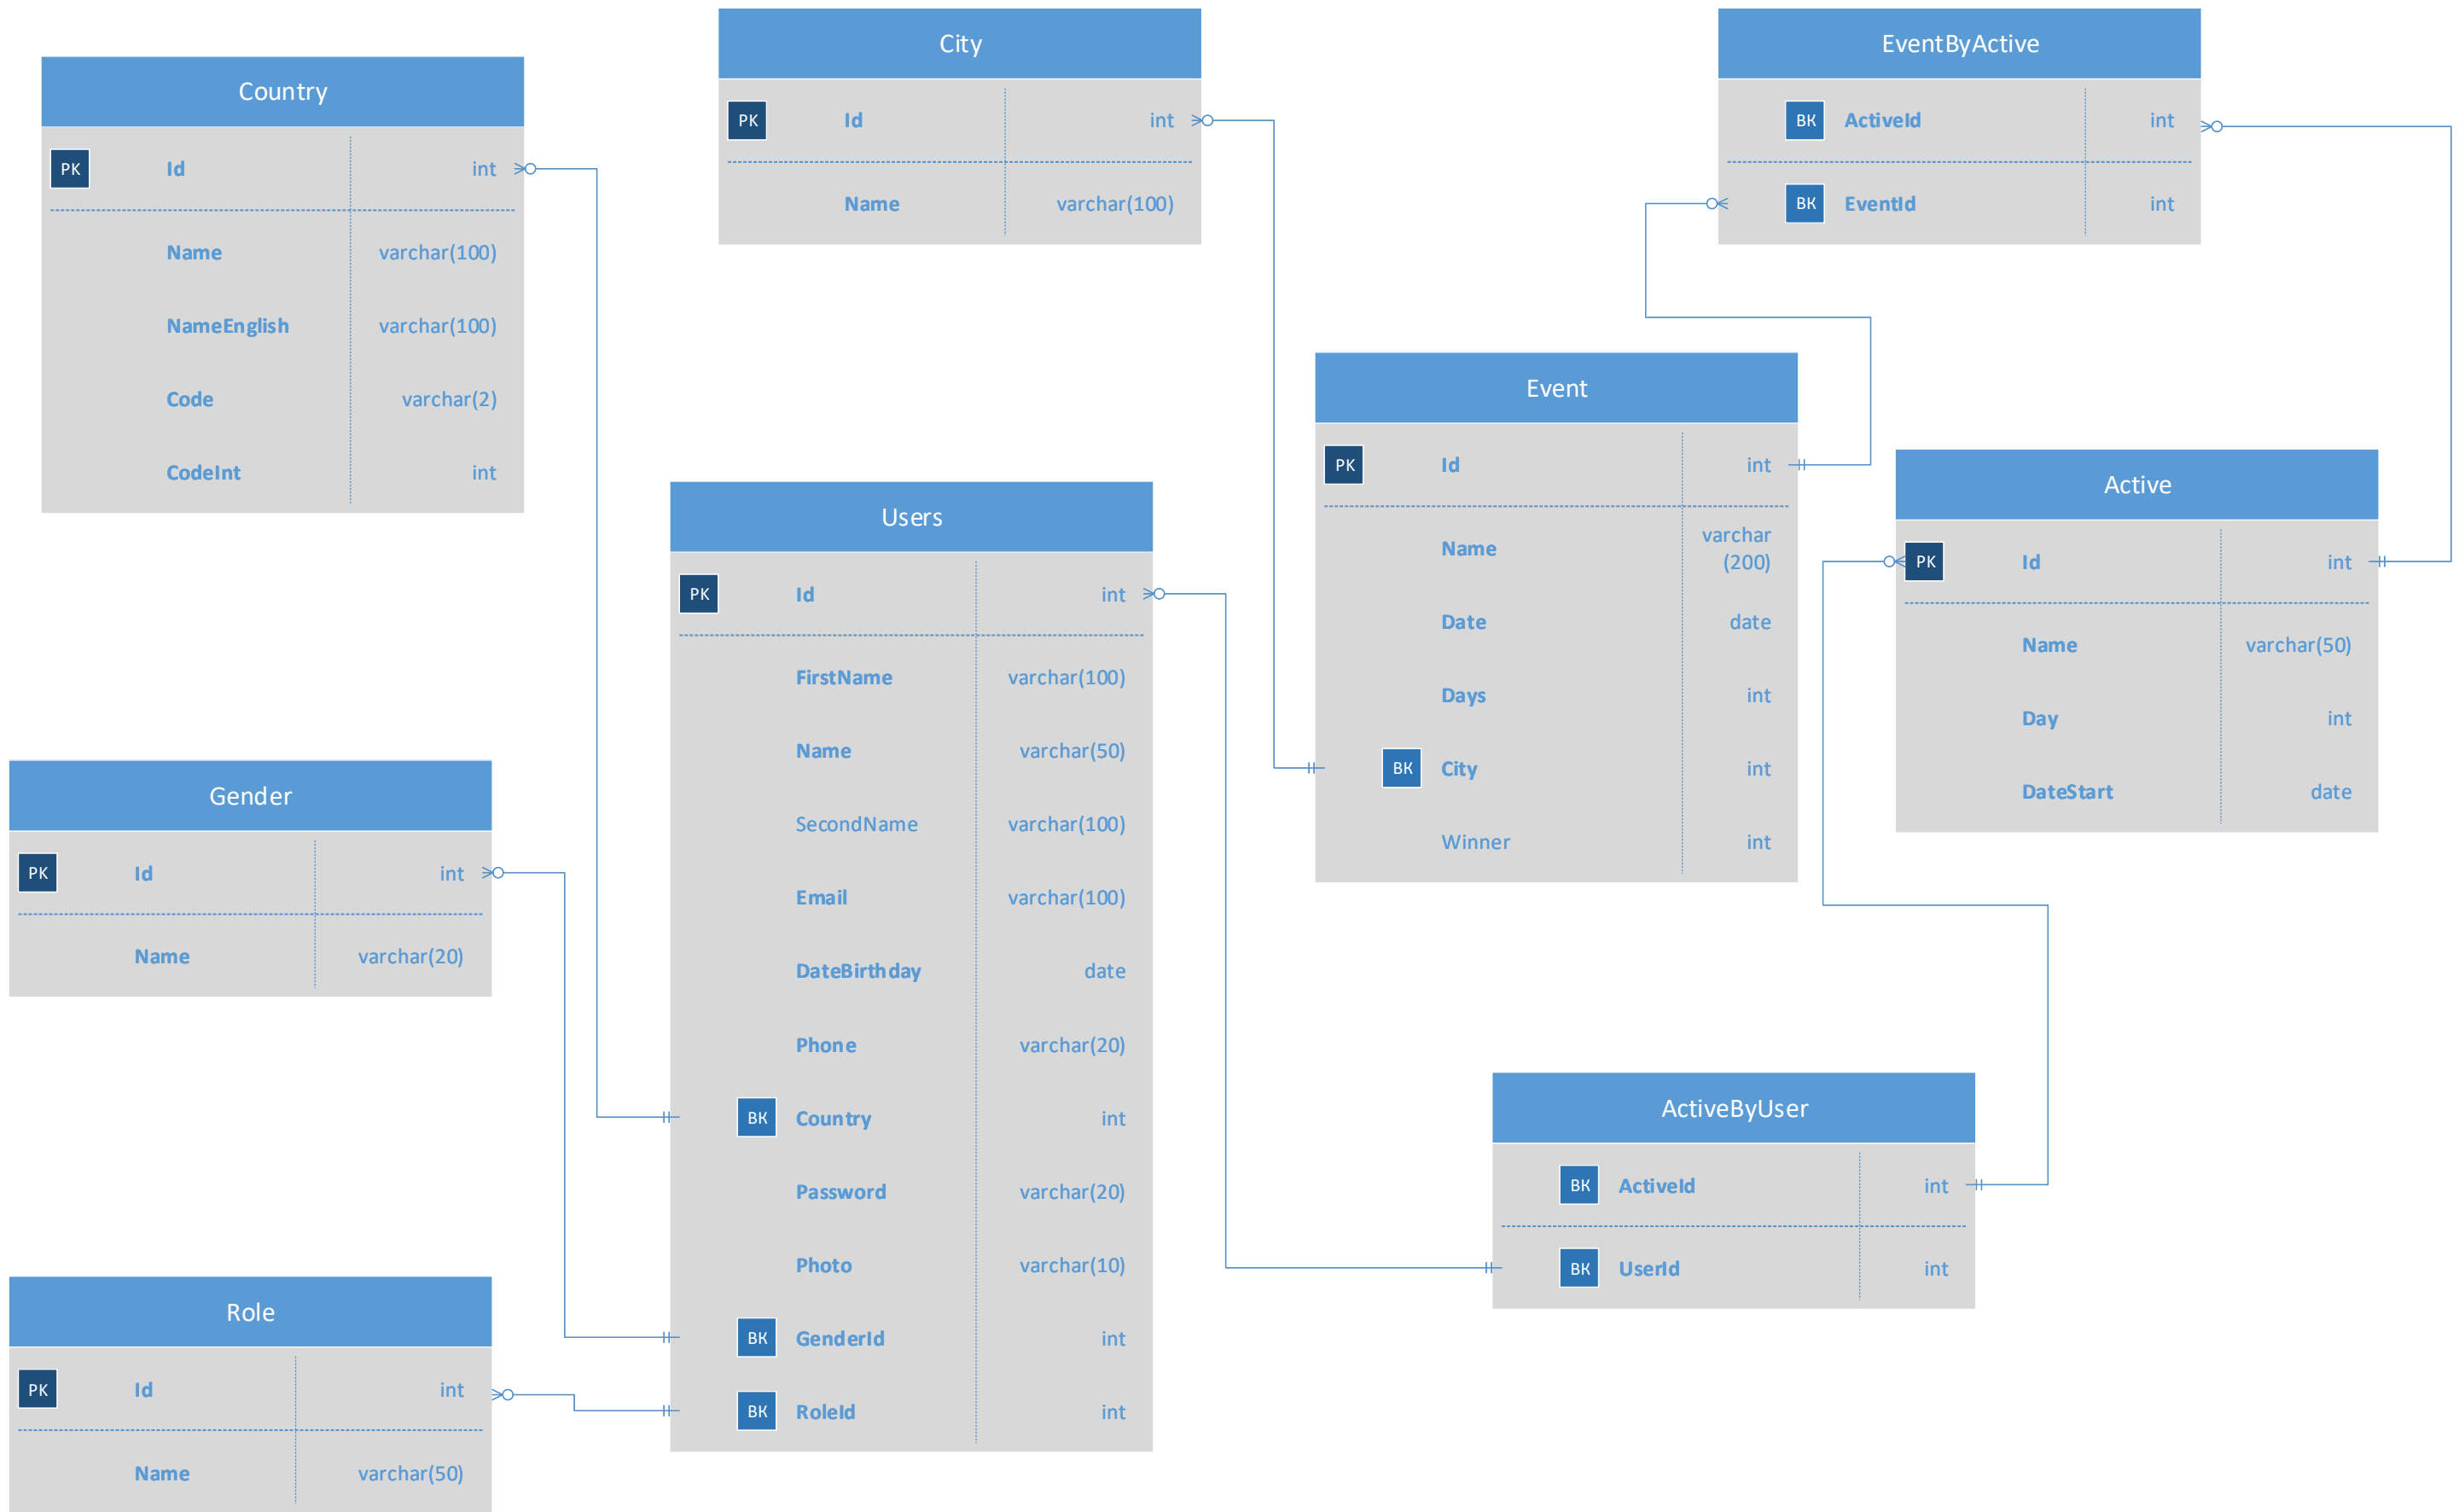 Country
PK Id int
Name varchar(100)
NameEnglish varchar(100)
Code varchar(2)
CodeInt int
City
PK Id int
Name varchar(100)
EventByActive
BK ActiveId int
BK EventId int
Event
PK Id int
Name varchar
(200)
Date date
Days int
BK City int
Winner int
Active
PK Id int
Name varchar(50)
Day int
DateStart date
Users
PK Id int
FirstName varchar(100)
Name varchar(50)
SecondName varchar(100)
Email varchar(100)
DateBirthday date
Phone varchar(20)
BK Country int
Password varchar(20)
Photo varchar(10)
BK GenderId int
BK RoleId int
Gender
PK Id int
Name varchar(20)
Role
PK Id int
Name varchar(50)
ActiveByUser
BK ActiveId int
BK UserId int